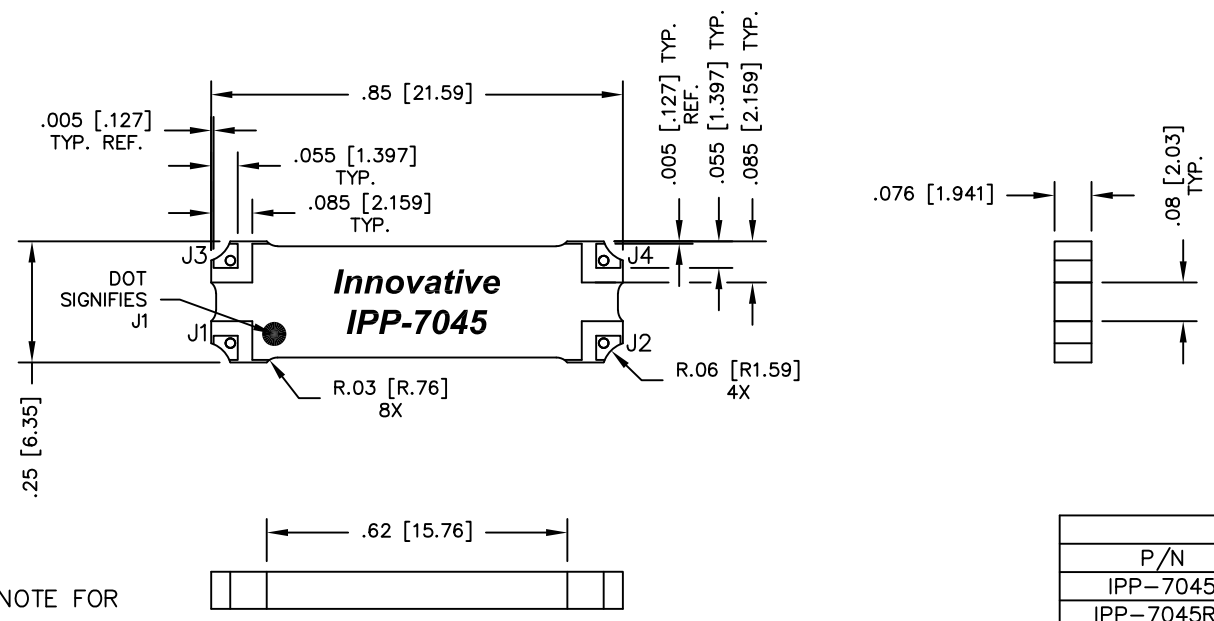 .85 [21.59]
.005 [.127]
TYP. REF.
.055 [1.397]
TYP.
.085 [2.159]
TYP.
.005 [.127] TYP.
REF.
.055 [1.397] TYP.
.085 [2.159] TYP.
.076 [1.941]
.08 [2.03]
TYP.
J3
J4
DOT
SIGNIFIES
J1
Innovative
IPP-7045
J1
J2
R.03 [R.76]
8X
R.06 [R1.59]
4X
.25 [6.35]
.62 [15.76]
NOTE FOR
P/N
IPP-7045
IPP-7045R